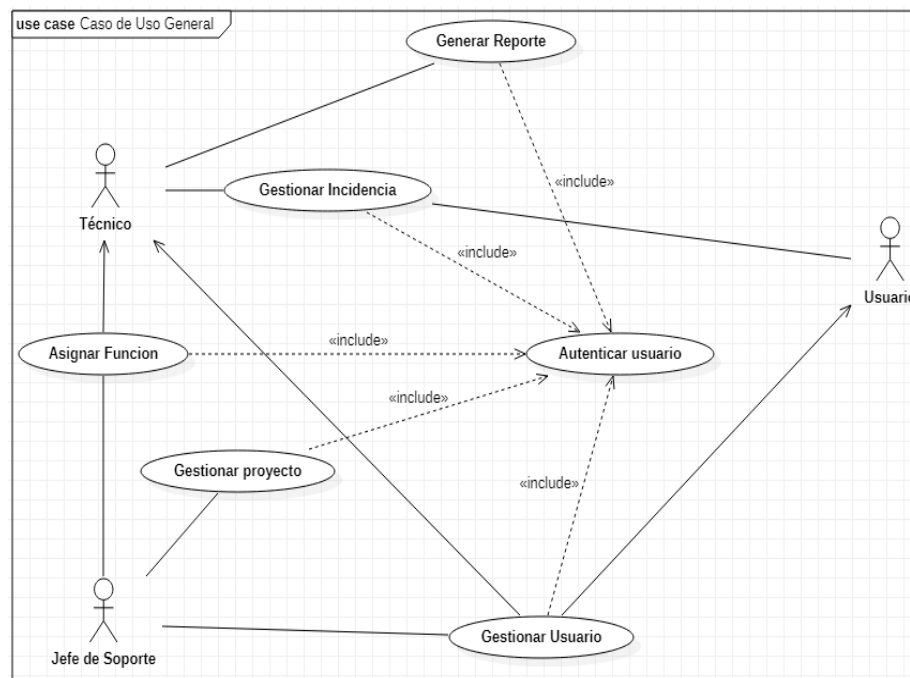 use case Caso de Uso General
Generar Reporte
«include»
Gestionar Incidencia
Técnico
«include»
Usuario
«include»
Asignar Funcion
Autenticar usuario
«include»
Gestionar proyecto
«include»
Gestionar Usuario
Jefe de Soporte